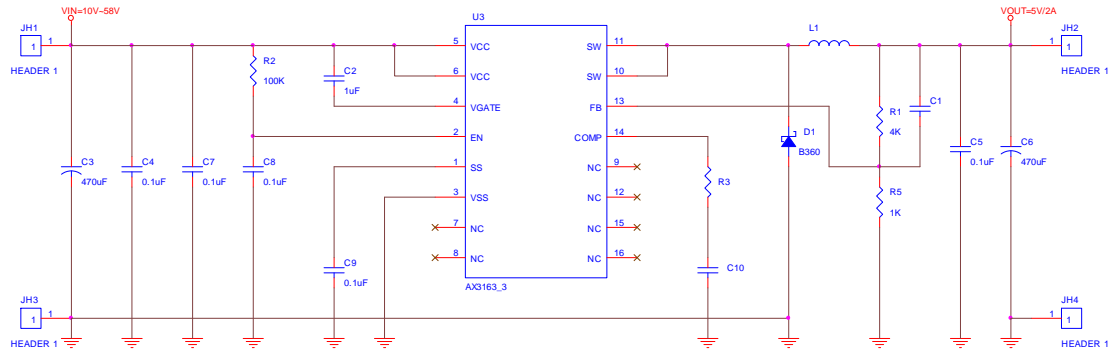 VIN=10V~58V
U3
VOUT=5V/2A
JH1
1
1
HEADER 1
5
VCC
6
VCC
4
VGATE
2
EN
1
SS
3
VSS
7
NC
8
NC
11
SW
10
SW
13
FB
14
COMP
9
NC
12
NC
15
NC
16
NC
AX3163_3
R2
100K
C2
1uF
C3
470uF
C4
0.1uF
C7
0.1uF
C8
0.1uF
C9
0.1uF
L1
D1
B360
R3
C10
R1
4K
C1
R5
1K
C5
0.1uF
C6
470uF
JH2
1
1
HEADER 1
JH3
1
1
HEADER 1
JH4
1
1
HEADER 1